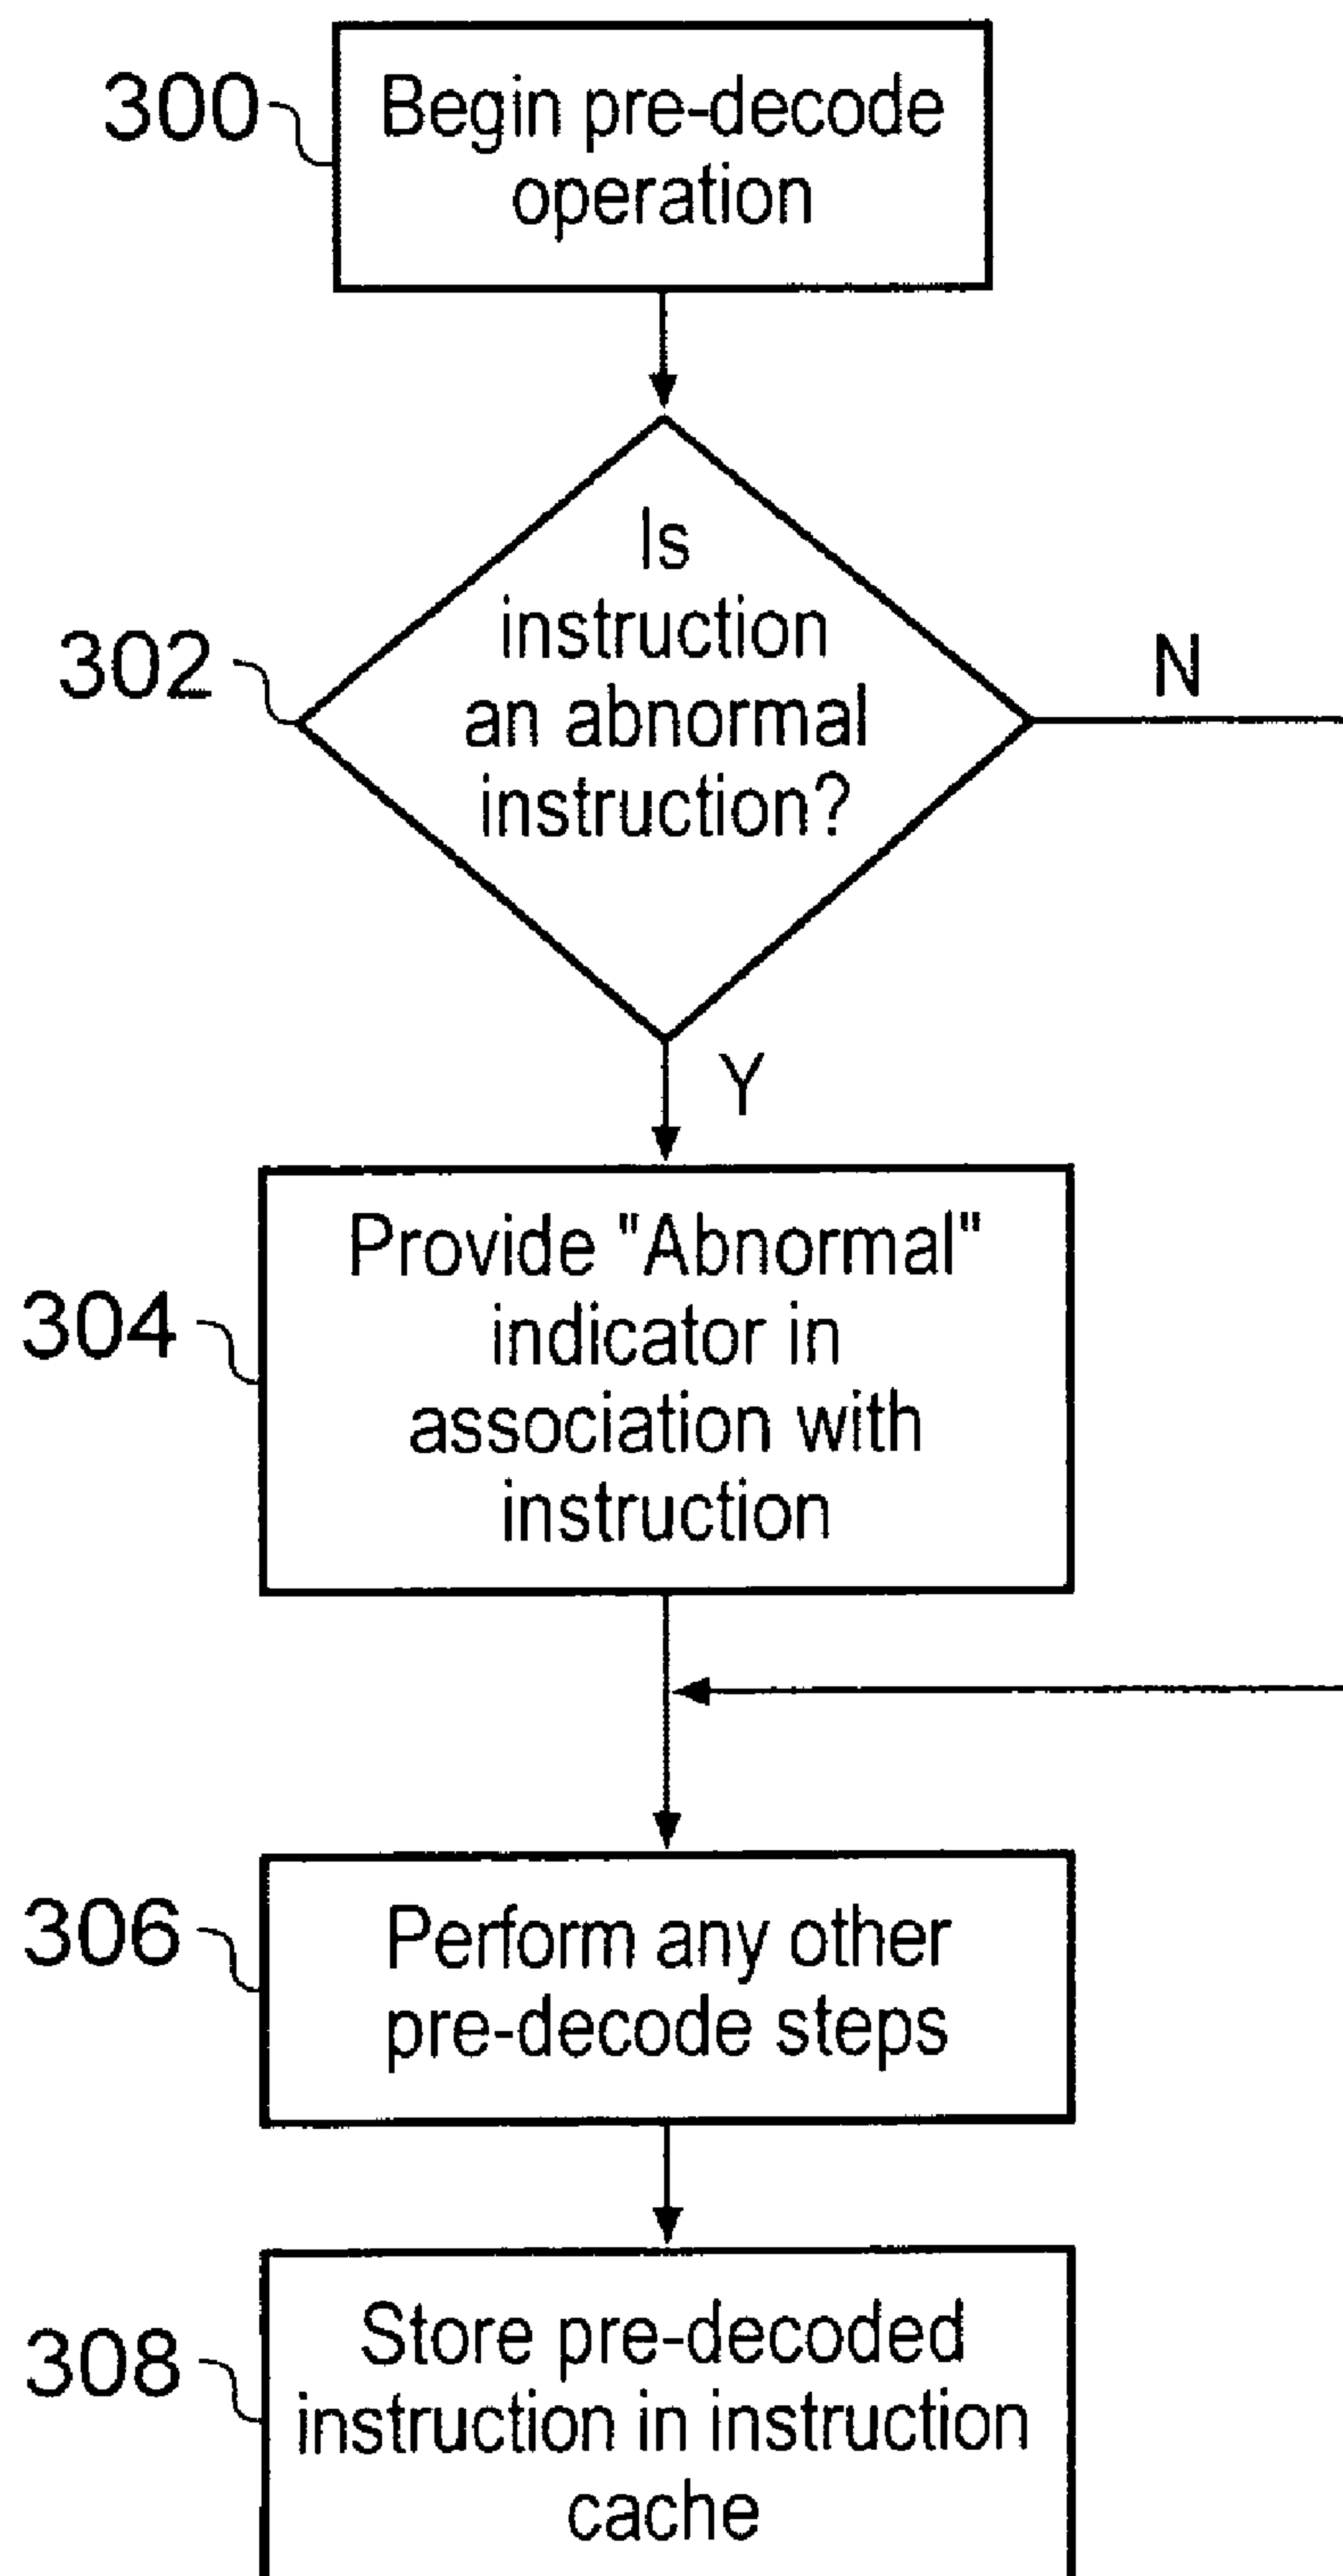 300
Begin pre-decode
operation
302
Is
instruction
an abnormal
instruction?
N
Y
304
Provide "Abnormal"
indicator in
association with
instruction
306
Perform any other
pre-decode steps
308
Store pre-decoded
instruction in instruction
cache